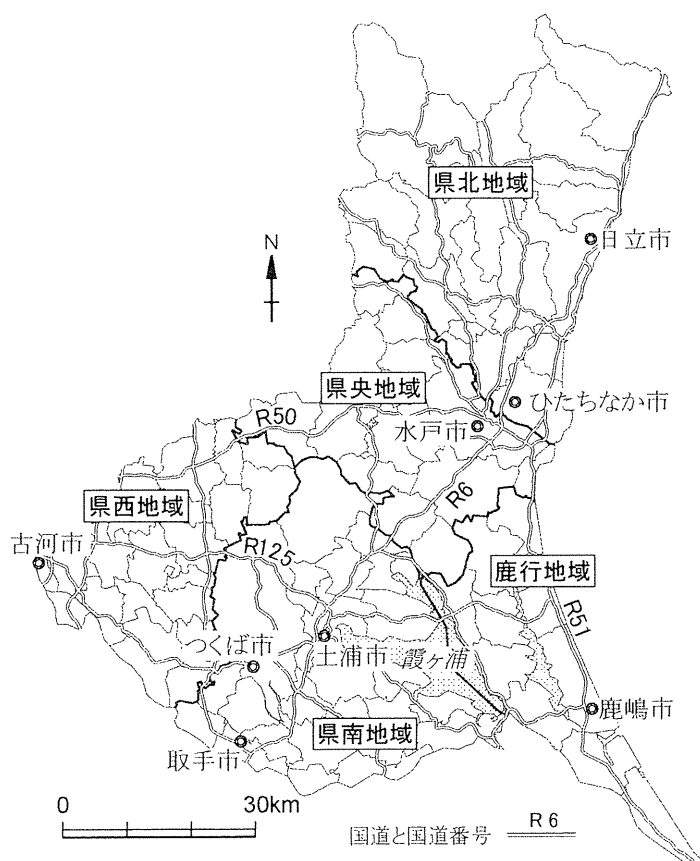 県北地域
日立市
N
県央地域
ひたちなか市
R50
水戸市
R6
県西地域
古河市
R125
鹿行地域
R51
つくば市
土浦市
霞ヶ浦
鹿嶋市
県南地域
取手市
0 30km
国道と国道番号 R6